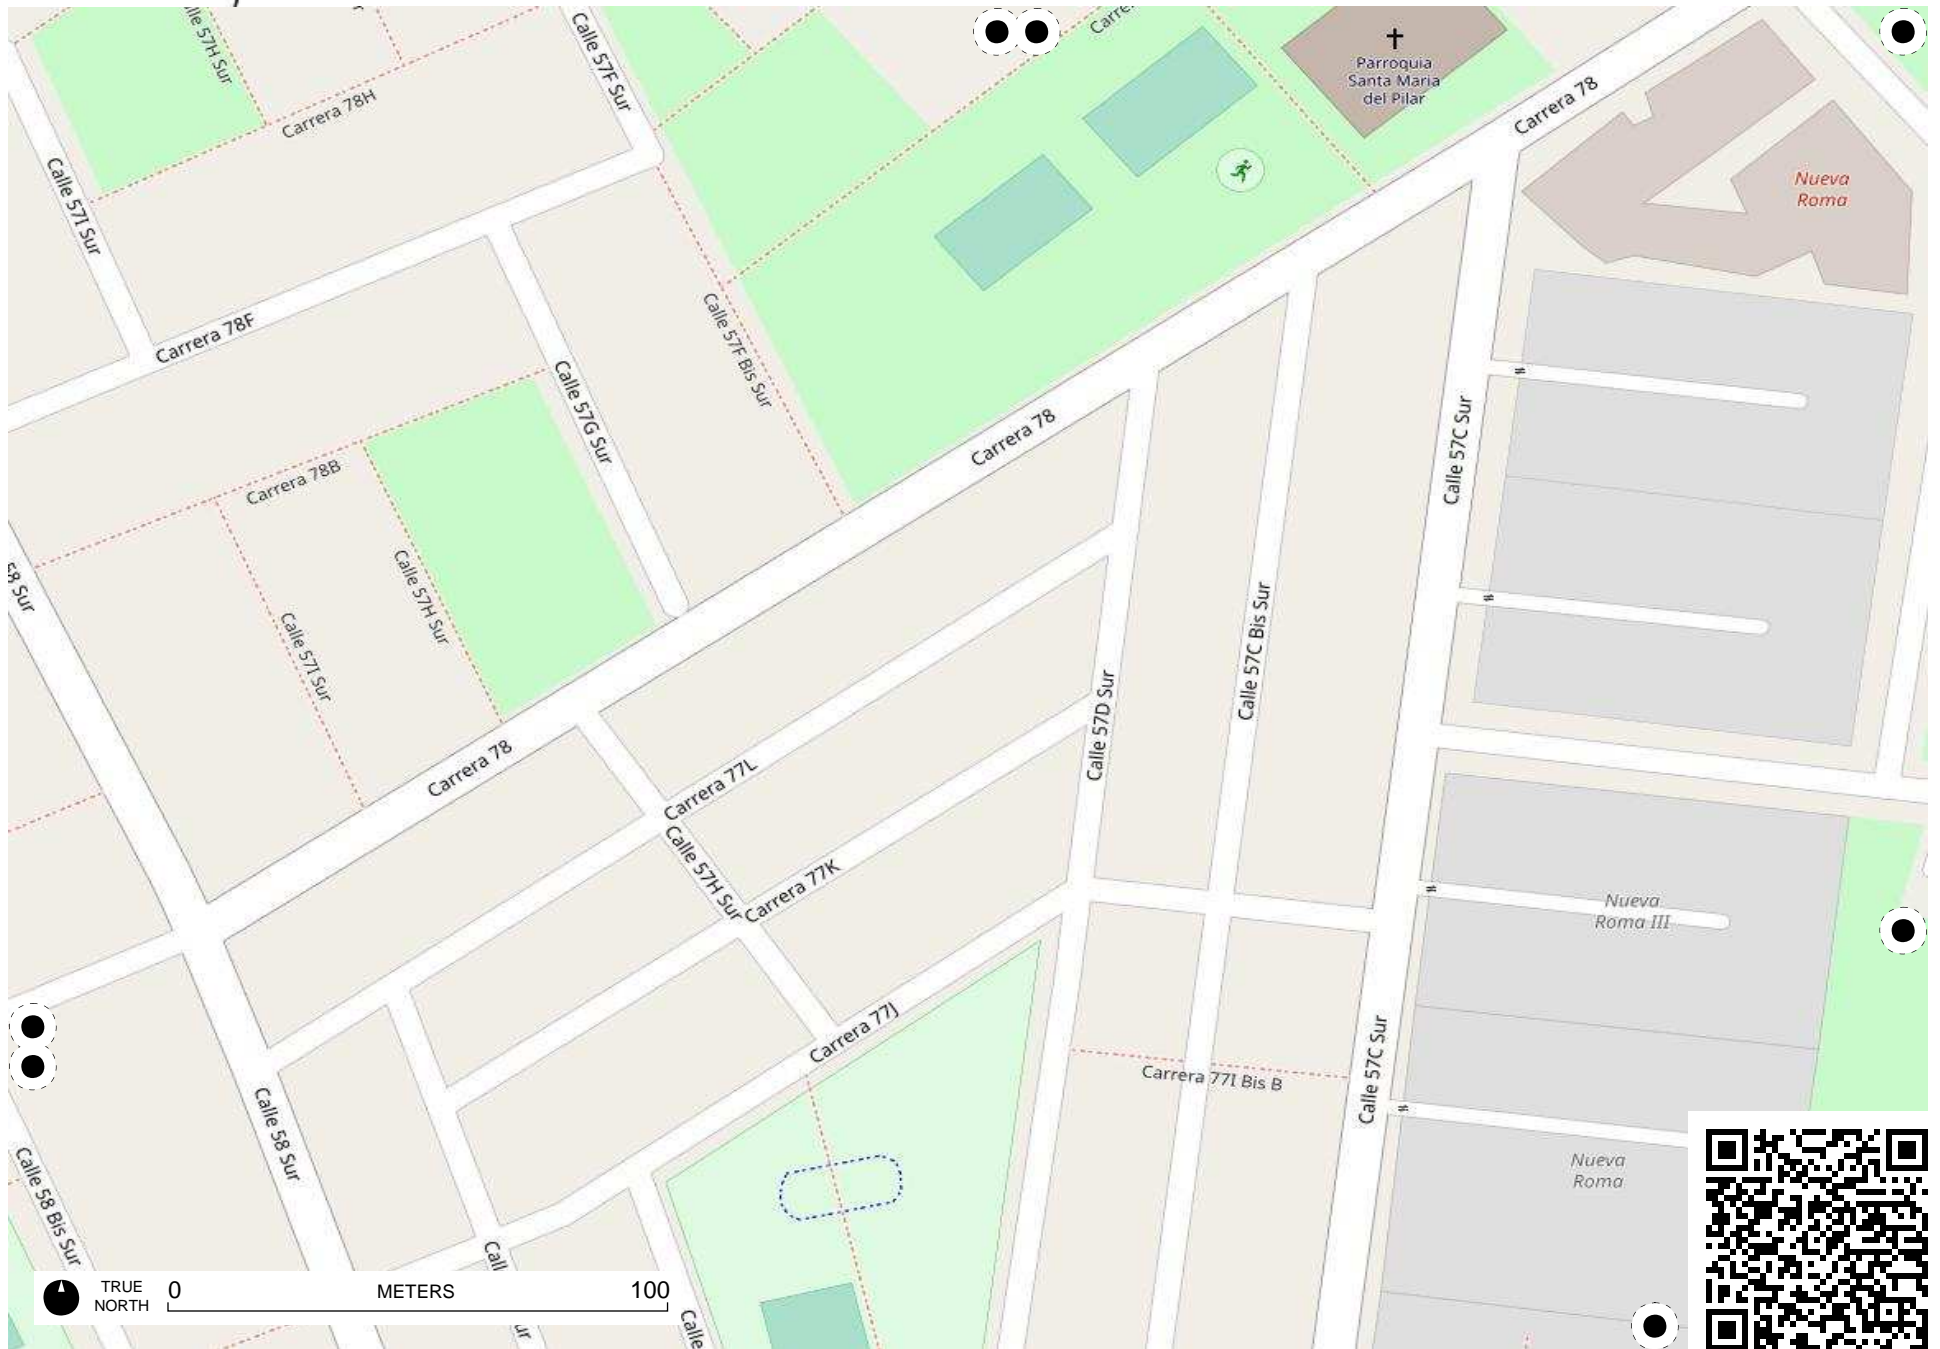 Calle 57F Sur
Carrera 78H
Parroquia
Santa Maria
del Pilar
Carrera 78
Nueva
Roma
Calle 57I Sur
Carrera 78F
Calle 57F Bis Sur
Calle 57G Sur
Carrera 78
Calle 57C Sur
Carrera 78B
58 Sur
Calle 57H Sur
Calle 57I Sur
Calle 57C Bis Sur
Calle 57D Sur
Carrera 78
Carrera 77L
Calle 57H Sur
Carrera 77K
Nueva
Roma III
Carrera 77J
Calle 57C Sur
Carrera 77I Bis B
Calle 58 Sur
Nueva
Roma
Calle 58 Bis Sur
Calle
TRUE
NORTH
0 METERS 100